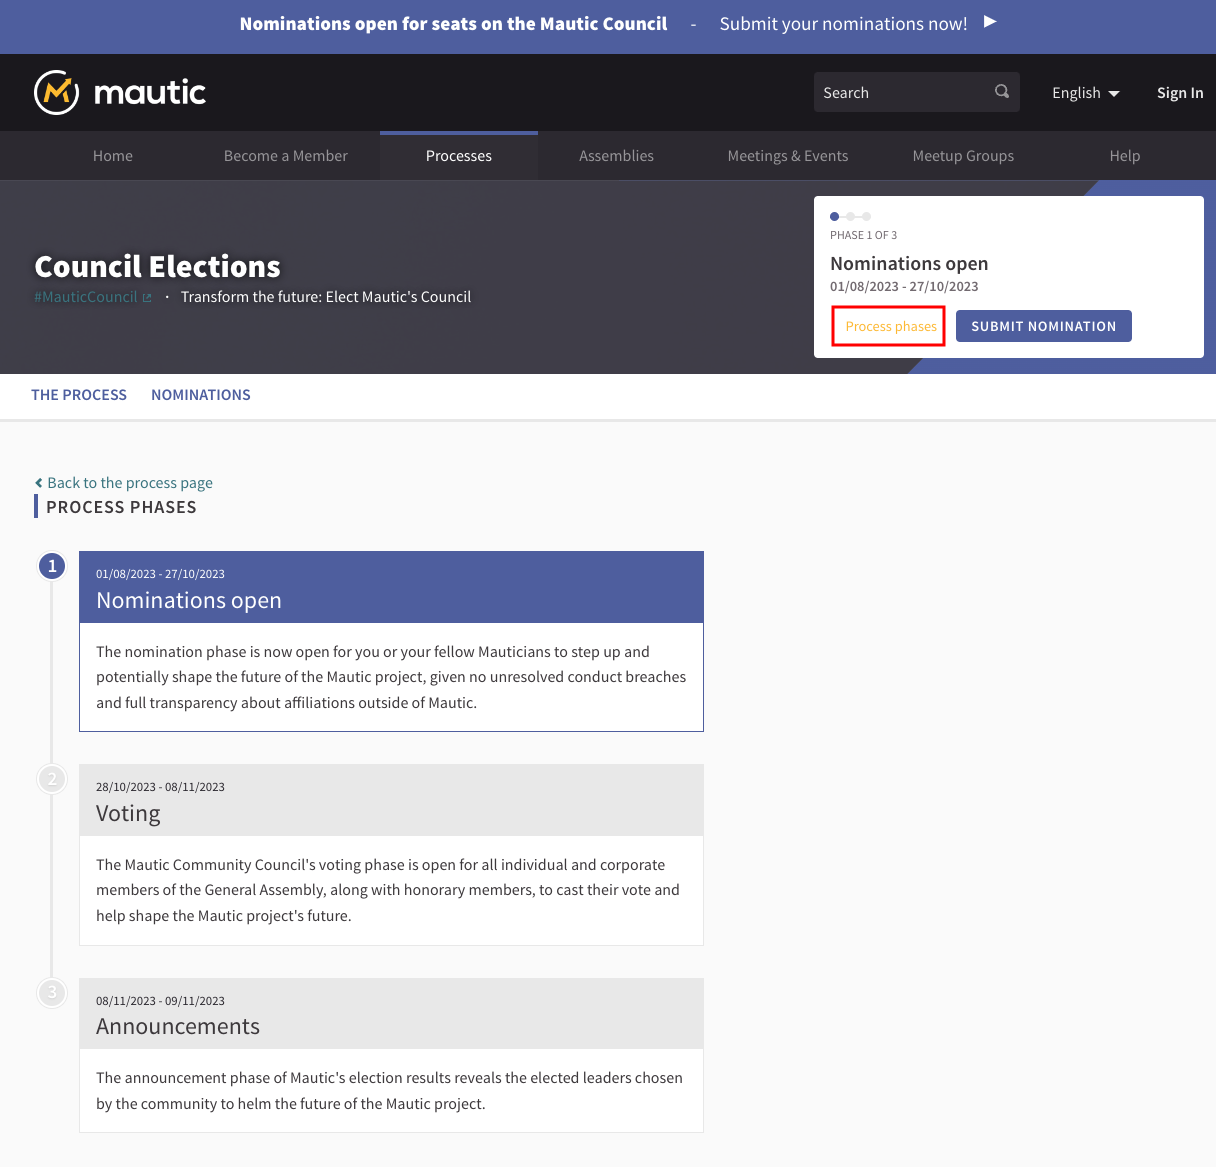 Nominations open for seats on the Mautic Council - Submit your nominations now! ▶
mautic
Search
English
Sign In
Home
Become a Member
Processes
Assemblies
Meetings & Events
Meetup Groups
Help
Council Elections
#MauticCouncil · Transform the future: Elect Mautic's Council
PHASE 1 OF 3
Nominations open
01/08/2023 - 27/10/2023
Process phases
SUBMIT NOMINATION
THE PROCESS
NOMINATIONS
Back to the process page
PROCESS PHASES
1
01/08/2023 - 27/10/2023
Nominations open
The nomination phase is now open for you or your fellow Mauticians to step up and
potentially shape the future of the Mautic project, given no unresolved conduct breaches
and full transparency about affiliations outside of Mautic.
2
28/10/2023 - 08/11/2023
Voting
The Mautic Community Council's voting phase is open for all individual and corporate
members of the General Assembly, along with honorary members, to cast their vote and
help shape the Mautic project's future.
3
08/11/2023 - 09/11/2023
Announcements
The announcement phase of Mautic's election results reveals the elected leaders chosen
by the community to helm the future of the Mautic project.